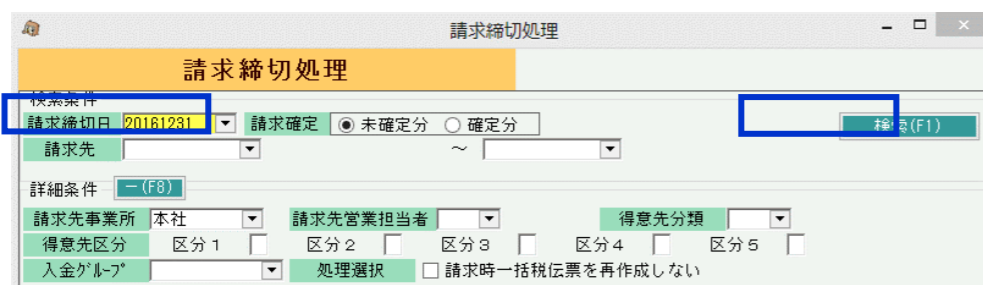 請求締切処理
請求締切処理
検索条件
請求締切日 20161231 請求確定 未確定分 確定分 検索(F1)
請求先 ～
詳細条件 －(F8)
請求先事業所 本社 請求先営業担当者 得意先分類
得意先区分 区分1 区分2 区分3 区分4 区分5
入金ｸﾞﾙｰﾌﾟ 処理選択 請求時一括税伝票を再作成しない